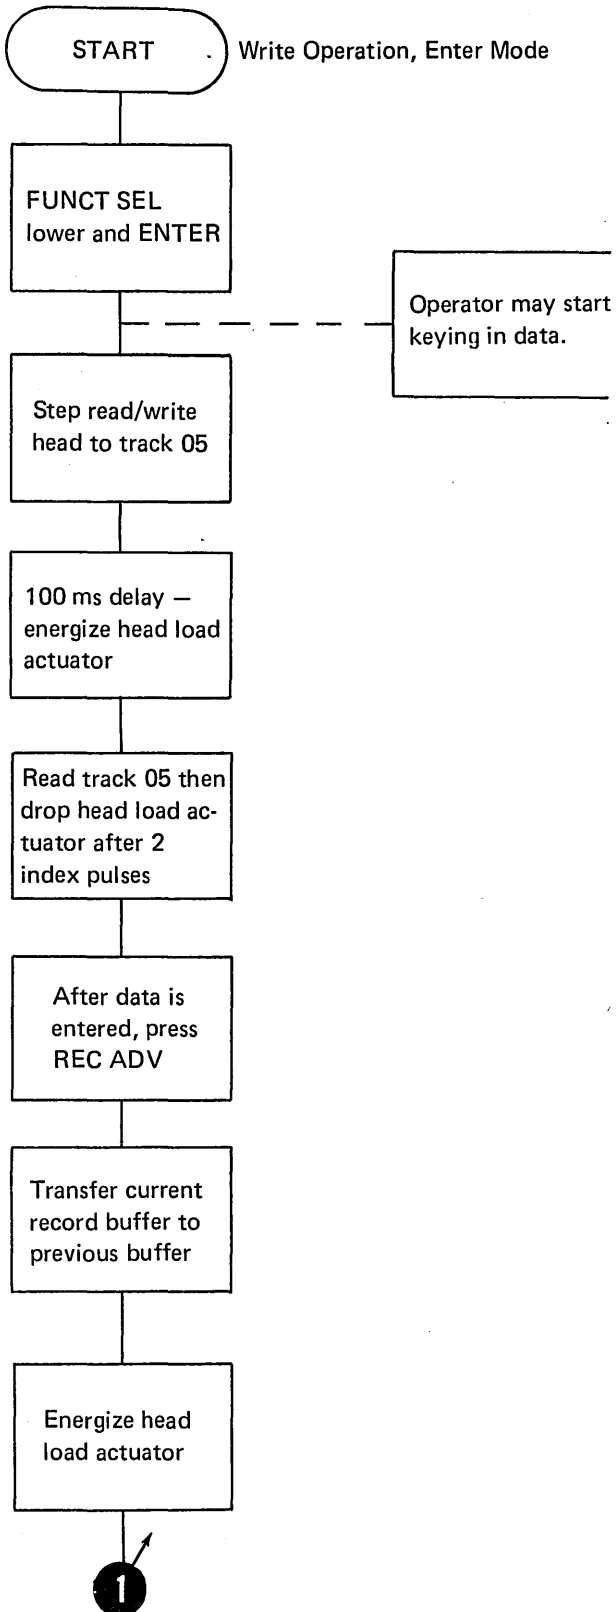 START
Write Operation, Enter Mode
FUNCT SEL
lower and ENTER
Operator may start
keying in data.
Step read/write
head to track 05
100 ms delay —
energize head load
actuator
Read track 05 then
drop head load ac-
tuator after 2
index pulses
After data is
entered, press
REC ADV
Transfer current
record buffer to
previous buffer
Energize head
load actuator
1